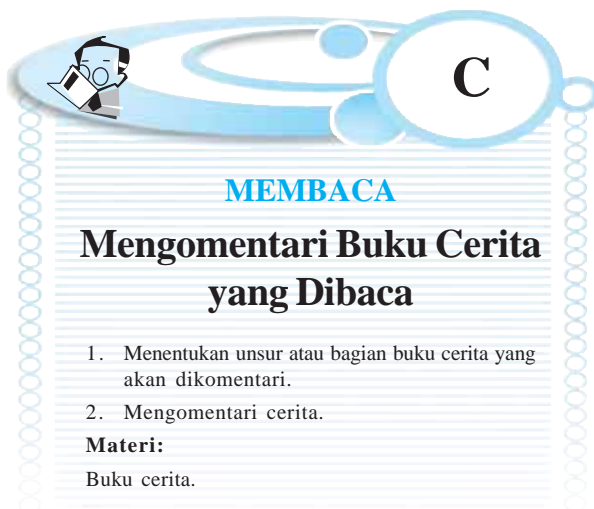 C
MEMBACA
Mengomentari Buku Cerita
yang Dibaca
1. Menentukan unsur atau bagian buku cerita yang
akan dikomentari.
2. Mengomentari cerita.
Materi:
Buku cerita.